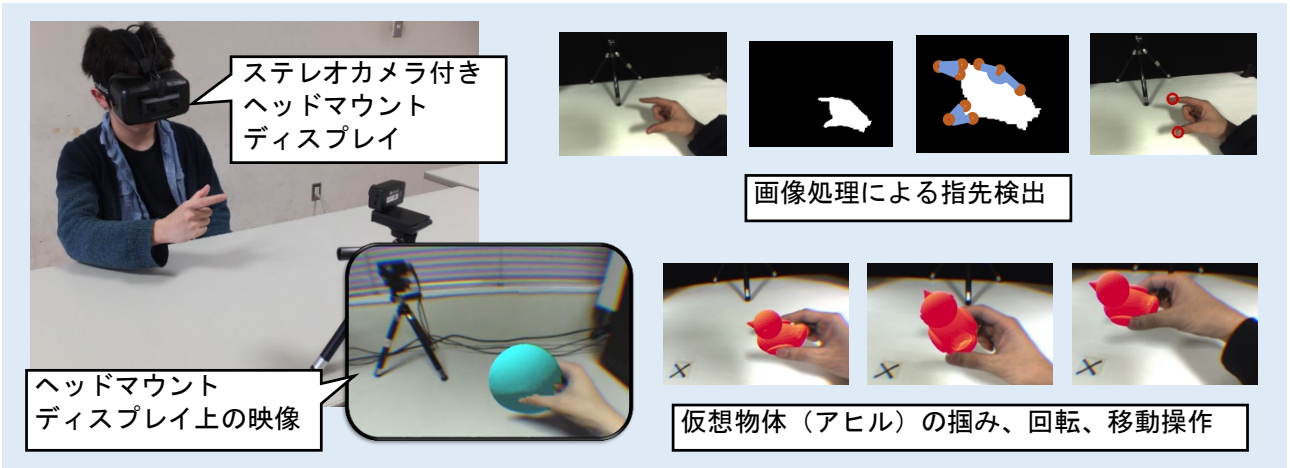 ステレオカメラ付き
ヘッドマウント
ディスプレイ
画像処理による指先検出
ヘッドマウント
ディスプレイ上の映像
仮想物体（アヒル）の掴み、回転、移動操作